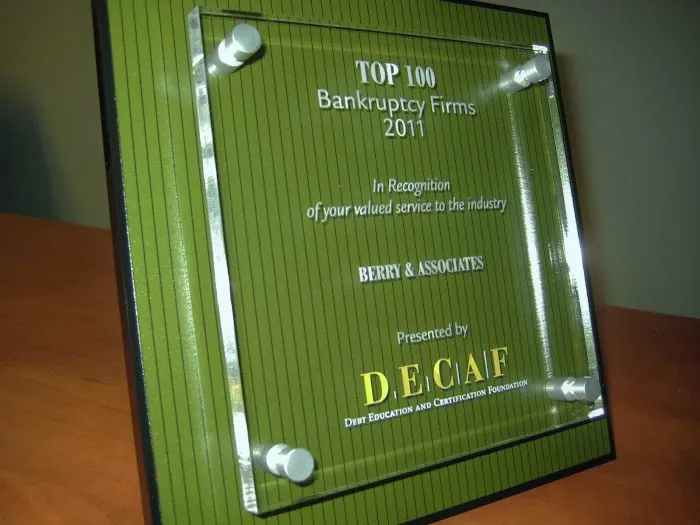 TOP 100
Bankruptcy Firms
2011
In Recognition
of your valued service to the industry
BERRY & ASSOCIATES
Presented by
D|E|C|A|F
DEBT EDUCATION AND CERTIFICATION FOUNDATION